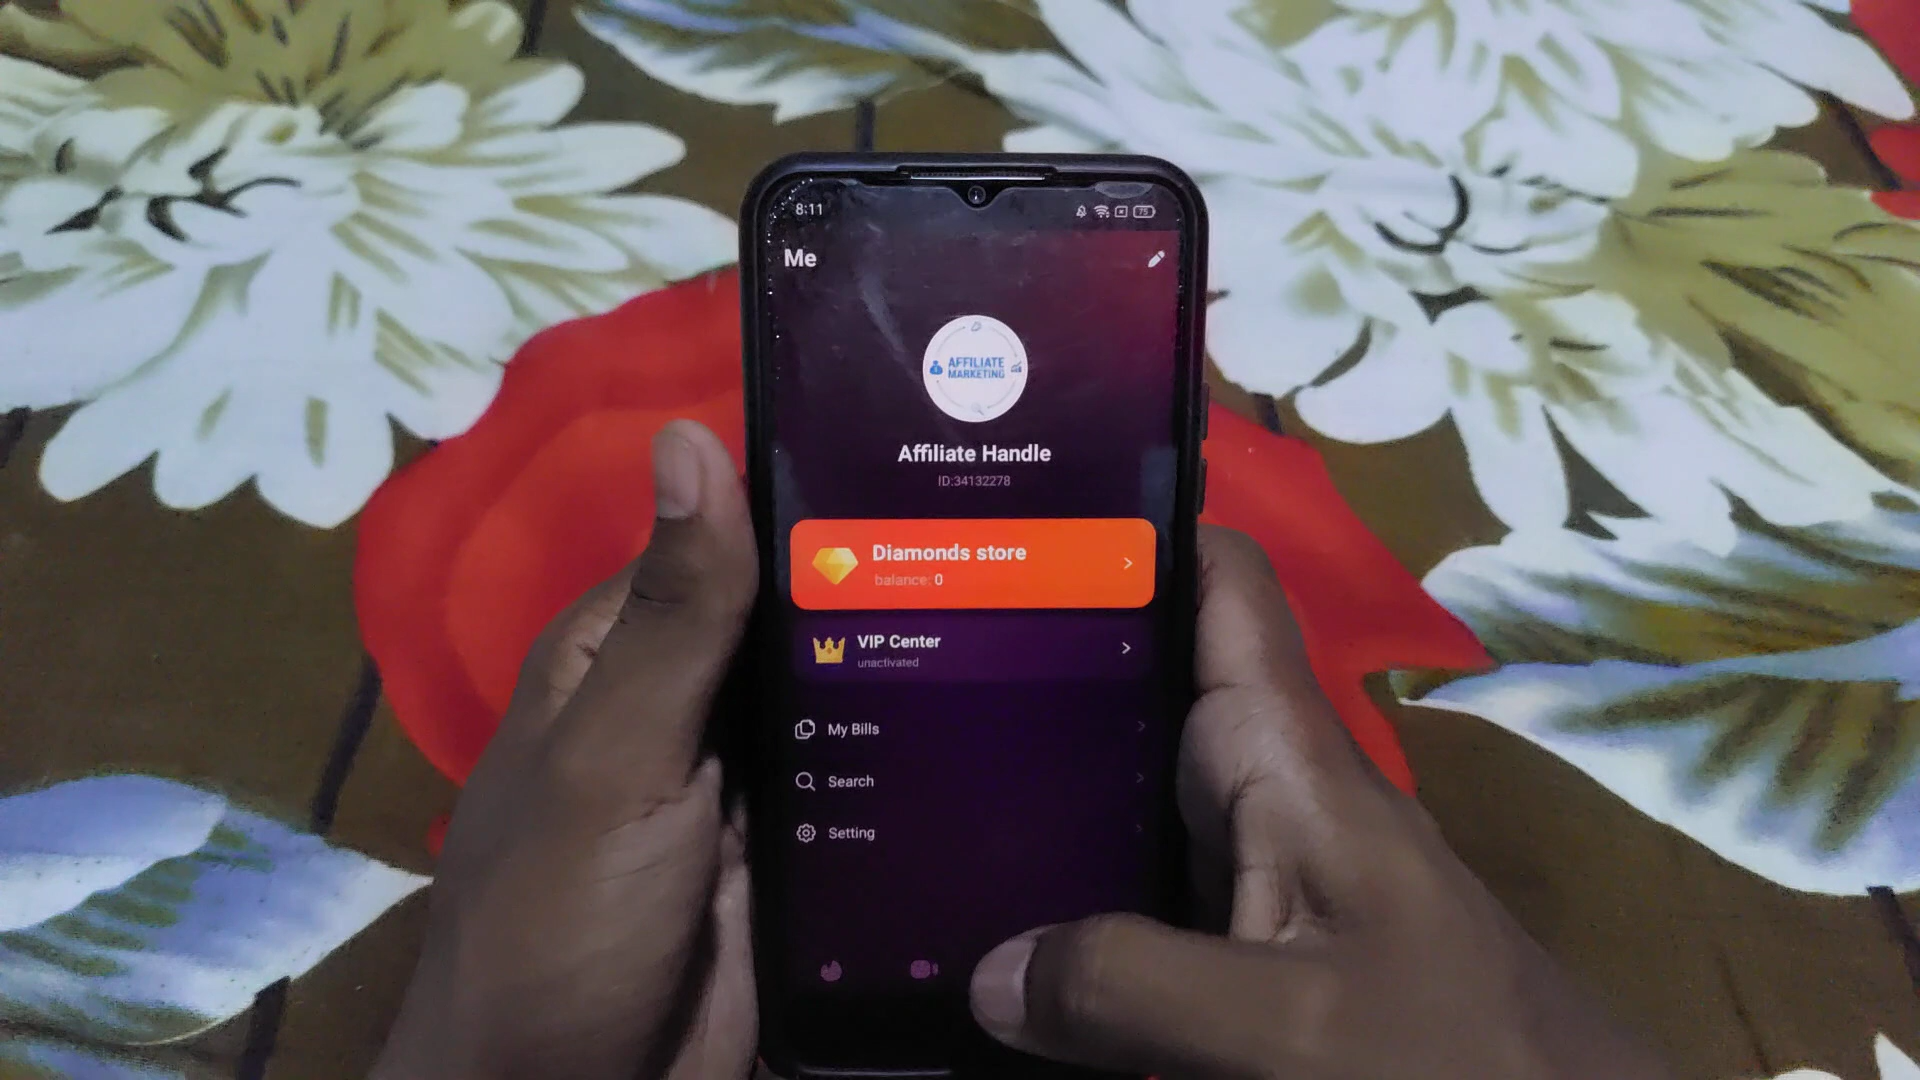 8:11
75
Me
AFFILIATE
MARKETING
Affiliate Handle
ID:34132278
Diamonds store
balance: 0
VIP Center
unactivated
My Bills
Search
Setting